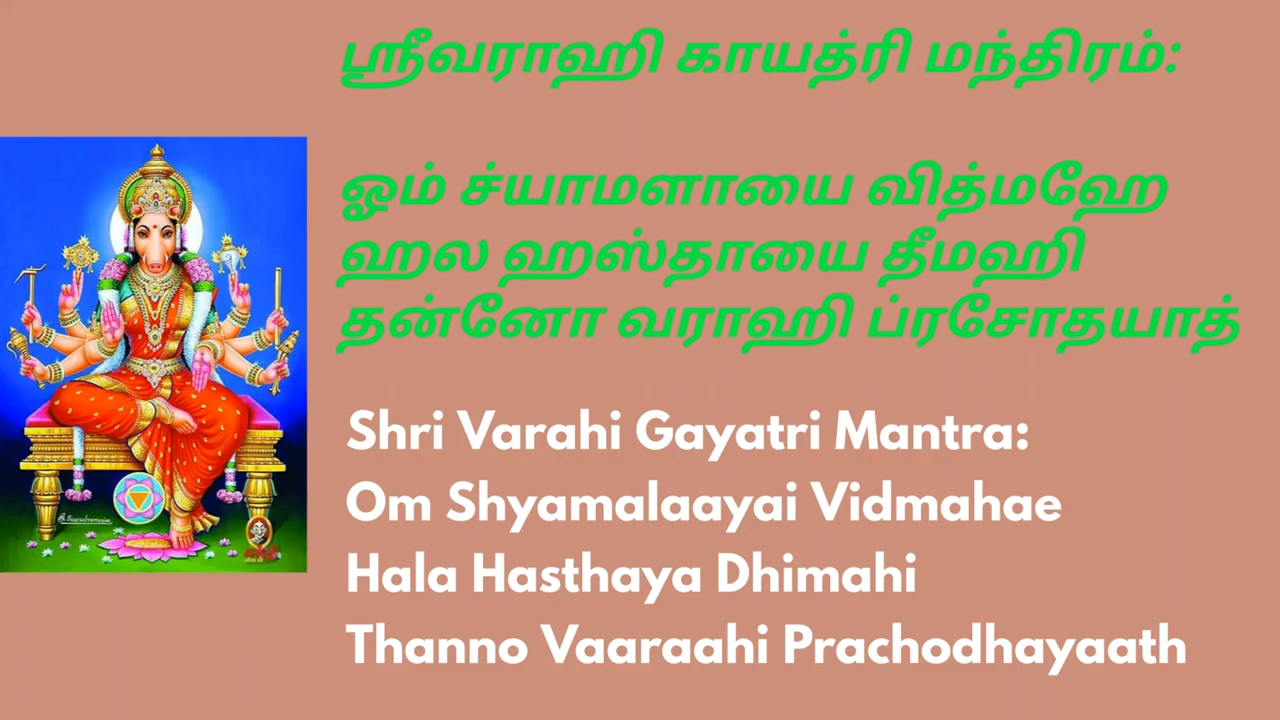 ஸ்ரீவராஹி காயத்ரி மந்திரம்:
ஓம் ச்யாமளாயை வித்மஹே
ஹல ஹஸ்தாயை தீமஹி
தன்னோ வராஹி ப்ரசோதயாத்
Shri Varahi Gayatri Mantra:
Om Shyamalaayai Vidmahae
Hala Hasthaya Dhimahi
Thanno Vaaraahi Prachodhayaath